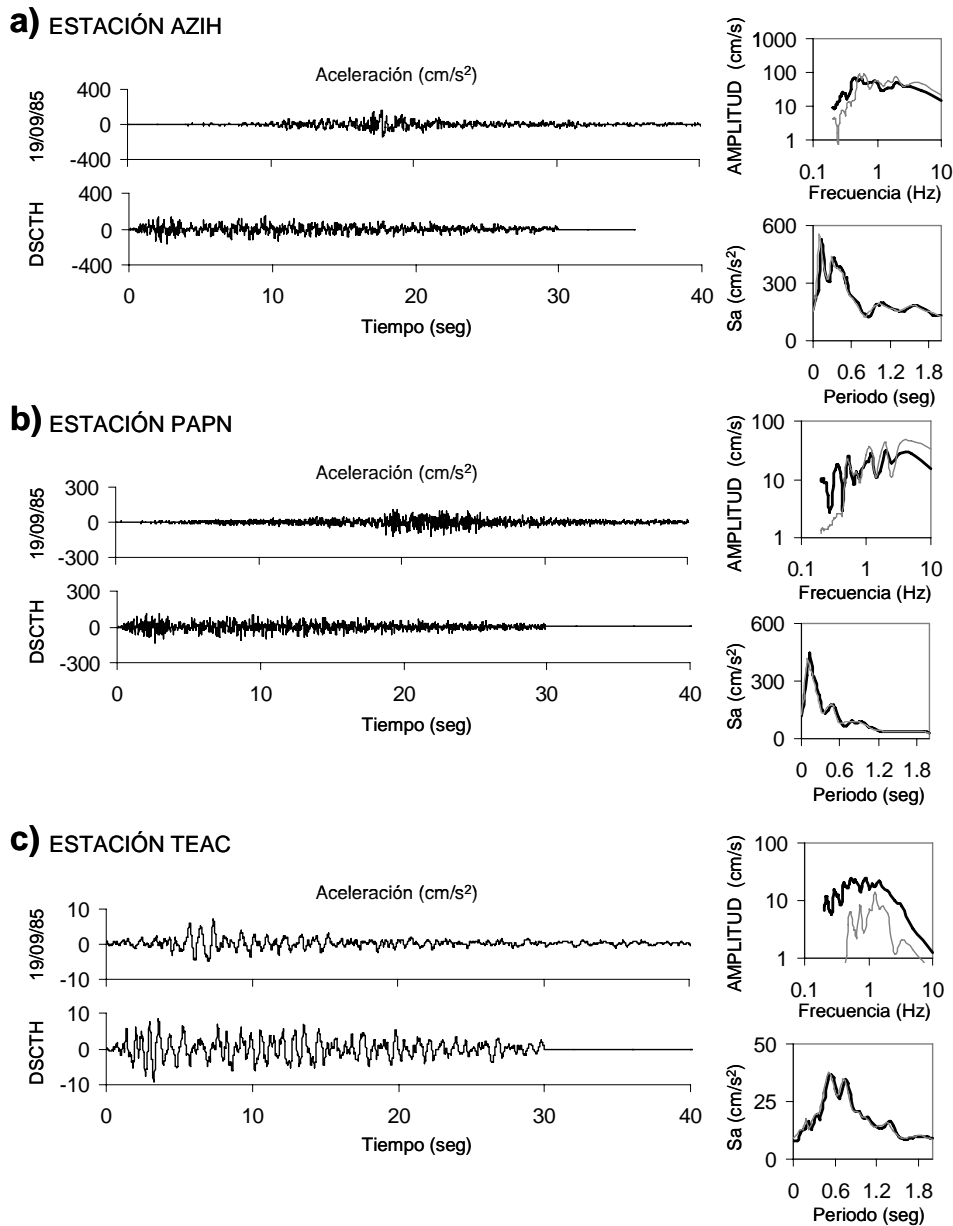 a) ESTACIÓN AZIH
Aceleración (cm/s²)
19/09/85
400
0
-400
DSCTH
400
0
-400
0 10 20 30 40
Tiempo (seg)
AMPLITUD (cm/s)
1000
100
10
1
0.1 1 10
Frecuencia (Hz)
Sa (cm/s²)
600
300
0
0 0.6 1.2 1.8
Periodo (seg)
b) ESTACIÓN PAPN
Aceleración (cm/s²)
19/09/85
300
0
-300
DSCTH
300
0
-300
0 10 20 30 40
Tiempo (seg)
AMPLITUD (cm/s)
100
10
1
0.1 1 10
Frecuencia (Hz)
Sa (cm/s²)
600
300
0
0 0.6 1.2 1.8
Periodo (seg)
c) ESTACIÓN TEAC
Aceleración (cm/s²)
19/09/85
10
0
-10
DSCTH
10
0
-10
0 10 20 30 40
Tiempo (seg)
AMPLITUD (cm/s)
100
10
1
0.1 1 10
Frecuencia (Hz)
Sa (cm/s²)
50
25
0
0 0.6 1.2 1.8
Periodo (seg)